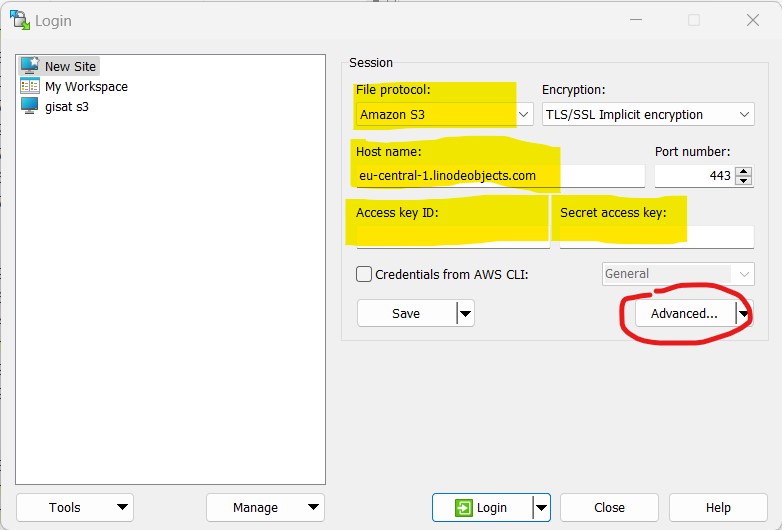 Login
New Site
My Workspace
gisat s3
Session
File protocol:
Encryption:
Amazon S3
TLS/SSL Implicit encryption
Host name:
Port number:
eu-central-1.linodeobjects.com
443
Access key ID:
Secret access key:
Credentials from AWS CLI:
General
Save
Advanced...
Tools
Manage
Login
Close
Help